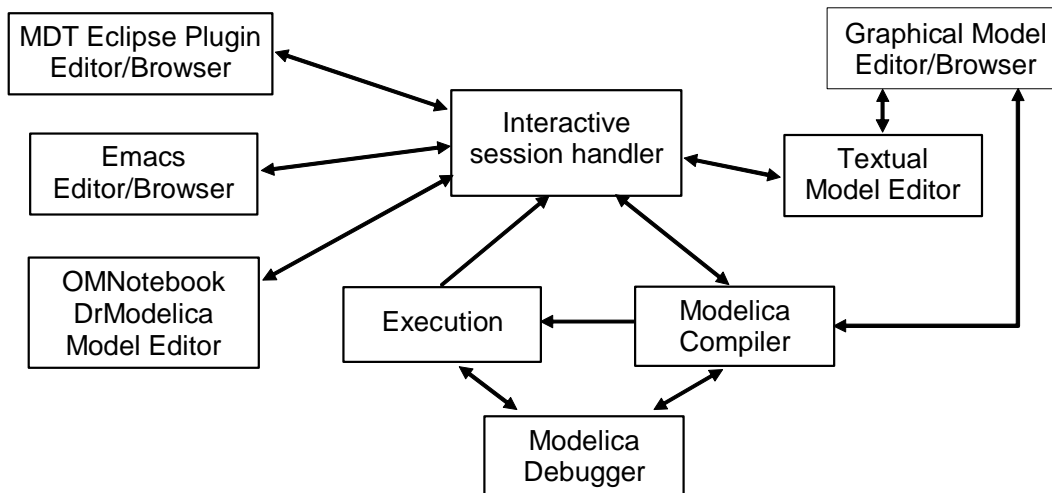 MDT Eclipse Plugin
Editor/Browser
Graphical Model
Editor/Browser
Interactive
session handler
Emacs
Editor/Browser
Textual
Model Editor
OMNotebook
DrModelica
Model Editor
Execution
Modelica
Compiler
Modelica
Debugger